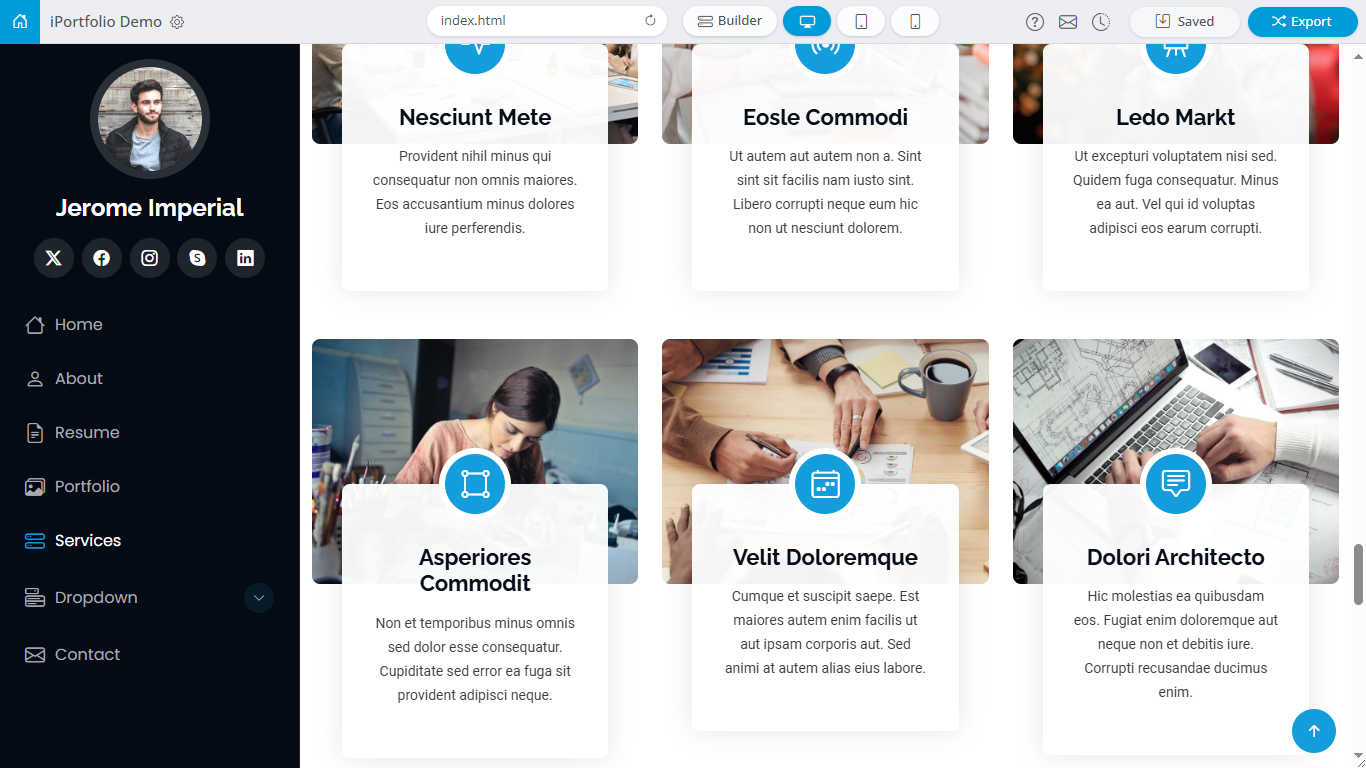 iPortfolio Demo
index.html
Builder
Saved
Export
Jerome Imperial
Home
About
Resume
Portfolio
Services
Dropdown
Contact
Nesciunt Mete
Provident nihil minus qui
consequatur non omnis maiores.
Eos accusantium minus dolores
iure perferendis.
Eosle Commodi
Ut autem aut autem non a. Sint
sint sit facilis nam iusto sint.
Libero corrupti neque eum hic
non ut nesciunt dolorem.
Ledo Markt
Ut excepturi voluptatem nisi sed.
Quidem fuga consequatur. Minus
ea aut. Vel qui id voluptas
adipisci eos earum corrupti.
Asperiores
Commodit
Non et temporibus minus omnis
sed dolor esse consequatur.
Cupiditate sed error ea fuga sit
provident adipisci neque.
Velit Doloremque
Cumque et suscipit saepe. Est
maiores autem enim facilis ut
aut ipsam corporis aut. Sed
animi at autem alias eius labore.
Dolori Architecto
Hic molestias ea quibusdam
eos. Fugiat enim doloremque aut
neque non et debitis iure.
Corrupti recusandae ducimus
enim.